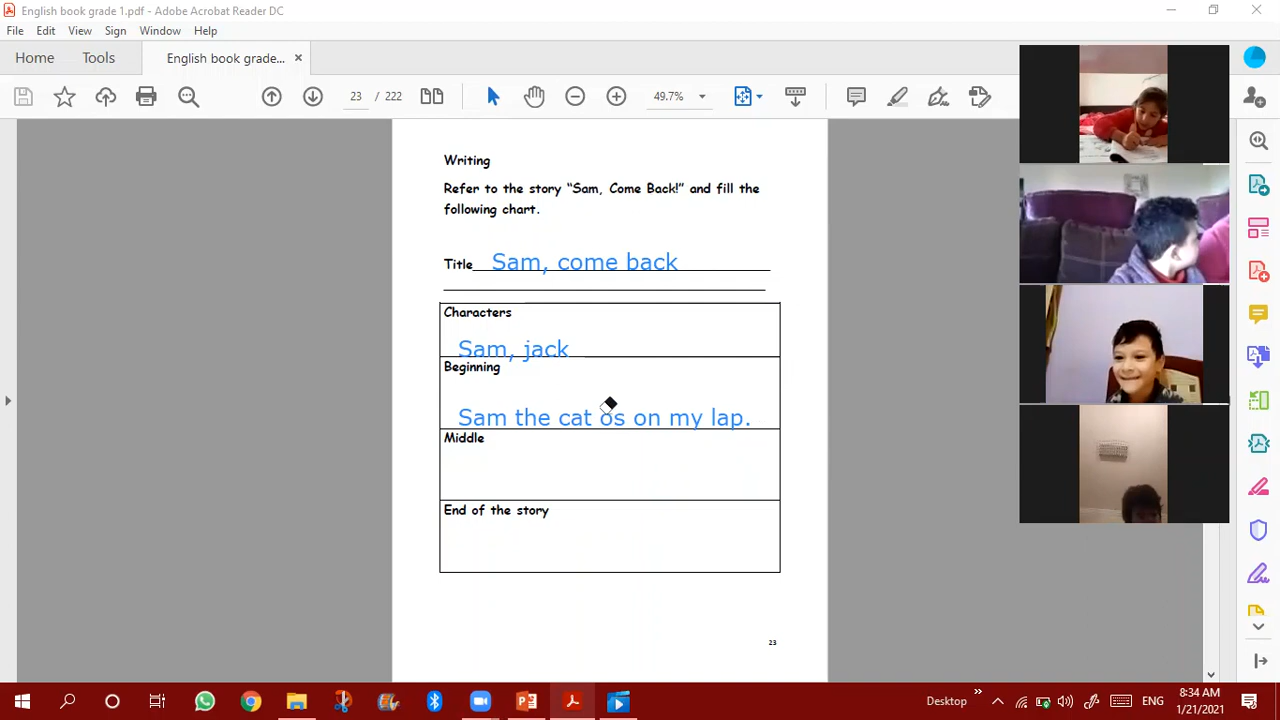 English book grade 1.pdf - Adobe Acrobat Reader DC
File Edit View Sign Window Help
Home Tools English book grade...
23 / 222 49.7%
Writing
Refer to the story “Sam, Come Back!” and fill the
following chart.
Title Sam, come back
Characters
Sam, jack
Beginning
Sam the cat os on my lap.
Middle
End of the story
23
Desktop ENG 8:34 AM
1/21/2021